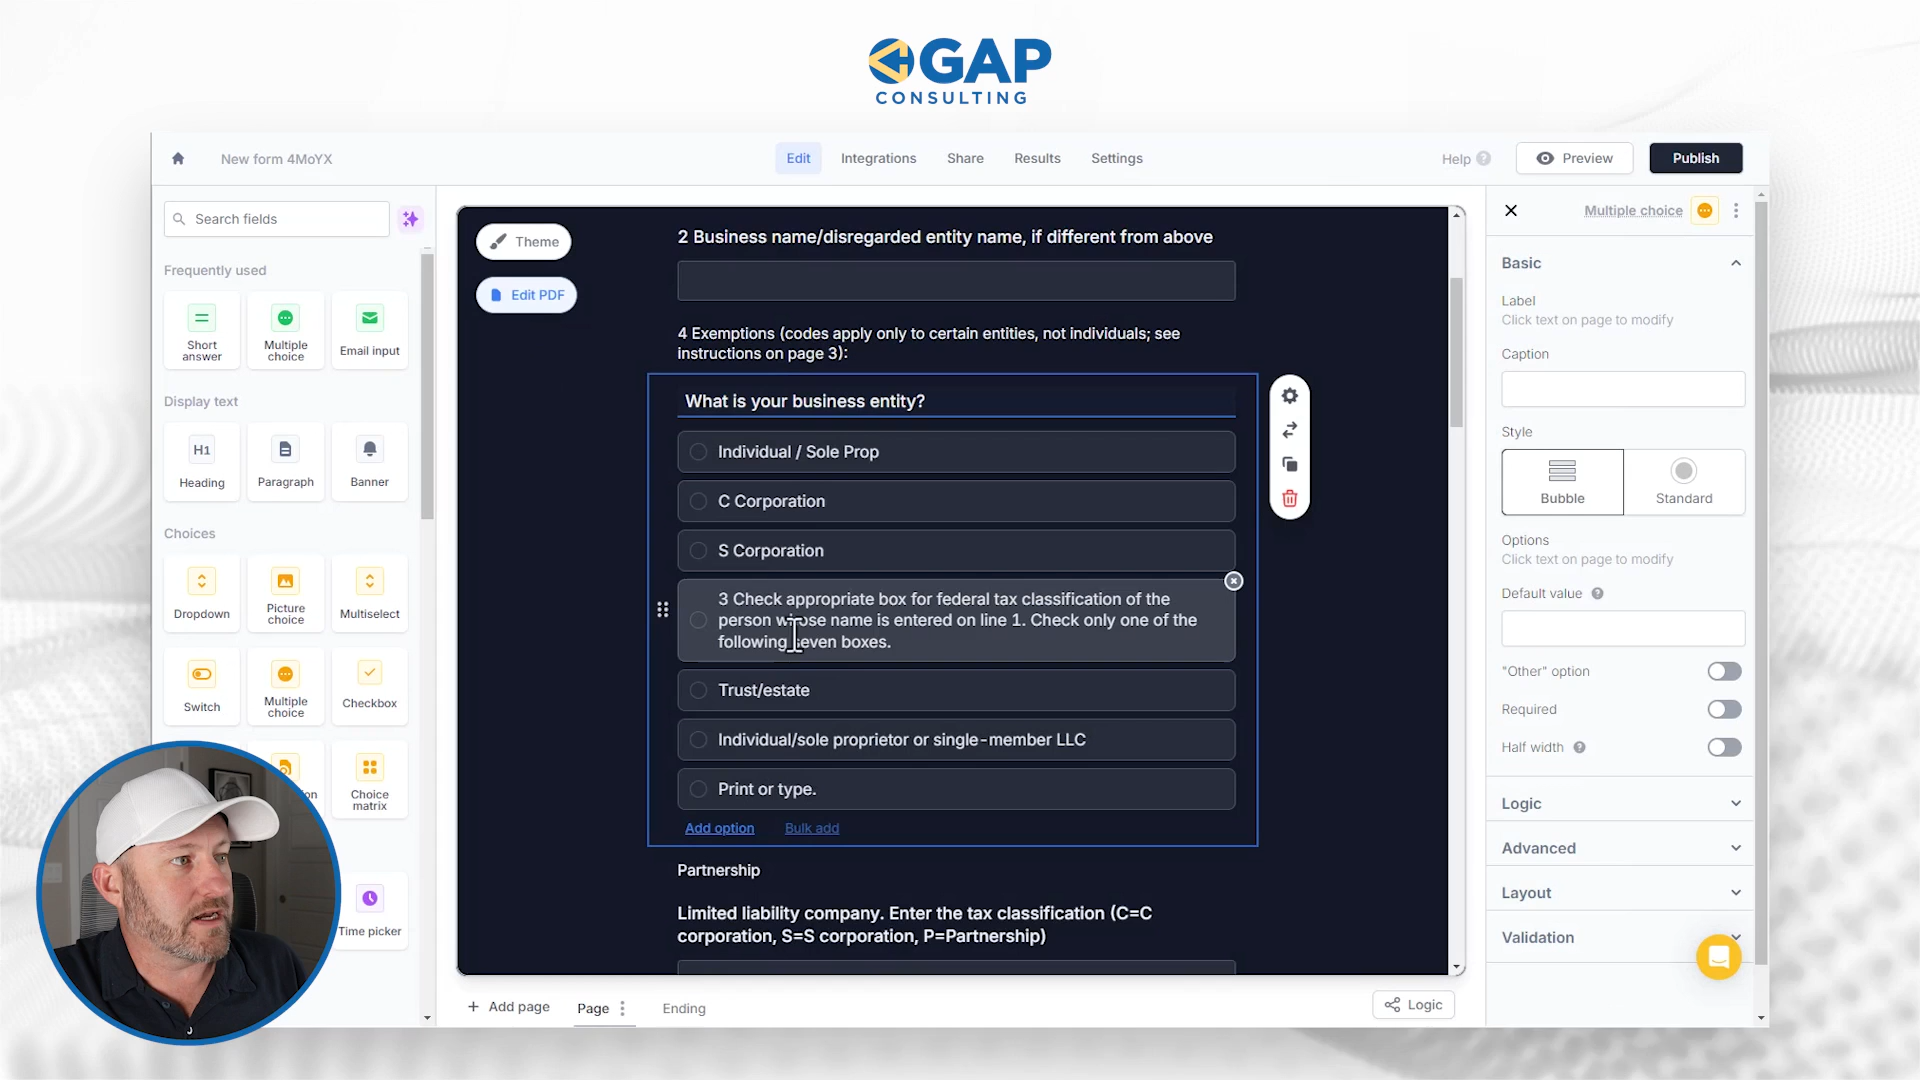 GAP
CONSULTING
New form 4MoYX
Edit
Integrations
Share
Results
Settings
Help
Preview
Publish
Search fields
Frequently used
Short
answer
Multiple
choice
Email input
Display text
H1
Heading
Paragraph
Banner
Choices
Dropdown
Picture
choice
Multiselect
Switch
Multiple
choice
Checkbox
Choice
matrix
Time picker
Theme
Edit PDF
2 Business name/disregarded entity name, if different from above
4 Exemptions (codes apply only to certain entities, not individuals; see
instructions on page 3):
What is your business entity?
Individual / Sole Prop
C Corporation
S Corporation
3 Check appropriate box for federal tax classification of the
person whose name is entered on line 1. Check only one of the
following seven boxes.
Trust/estate
Individual/sole proprietor or single-member LLC
Print or type.
Add option
Bulk add
Partnership
Limited liability company. Enter the tax classification (C=C
corporation, S=S corporation, P=Partnership)
Add page
Page
Ending
Logic
Multiple choice
Basic
Label
Click text on page to modify
Caption
Style
Bubble
Standard
Options
Click text on page to modify
Default value
"Other" option
Required
Half width
Logic
Advanced
Layout
Validation